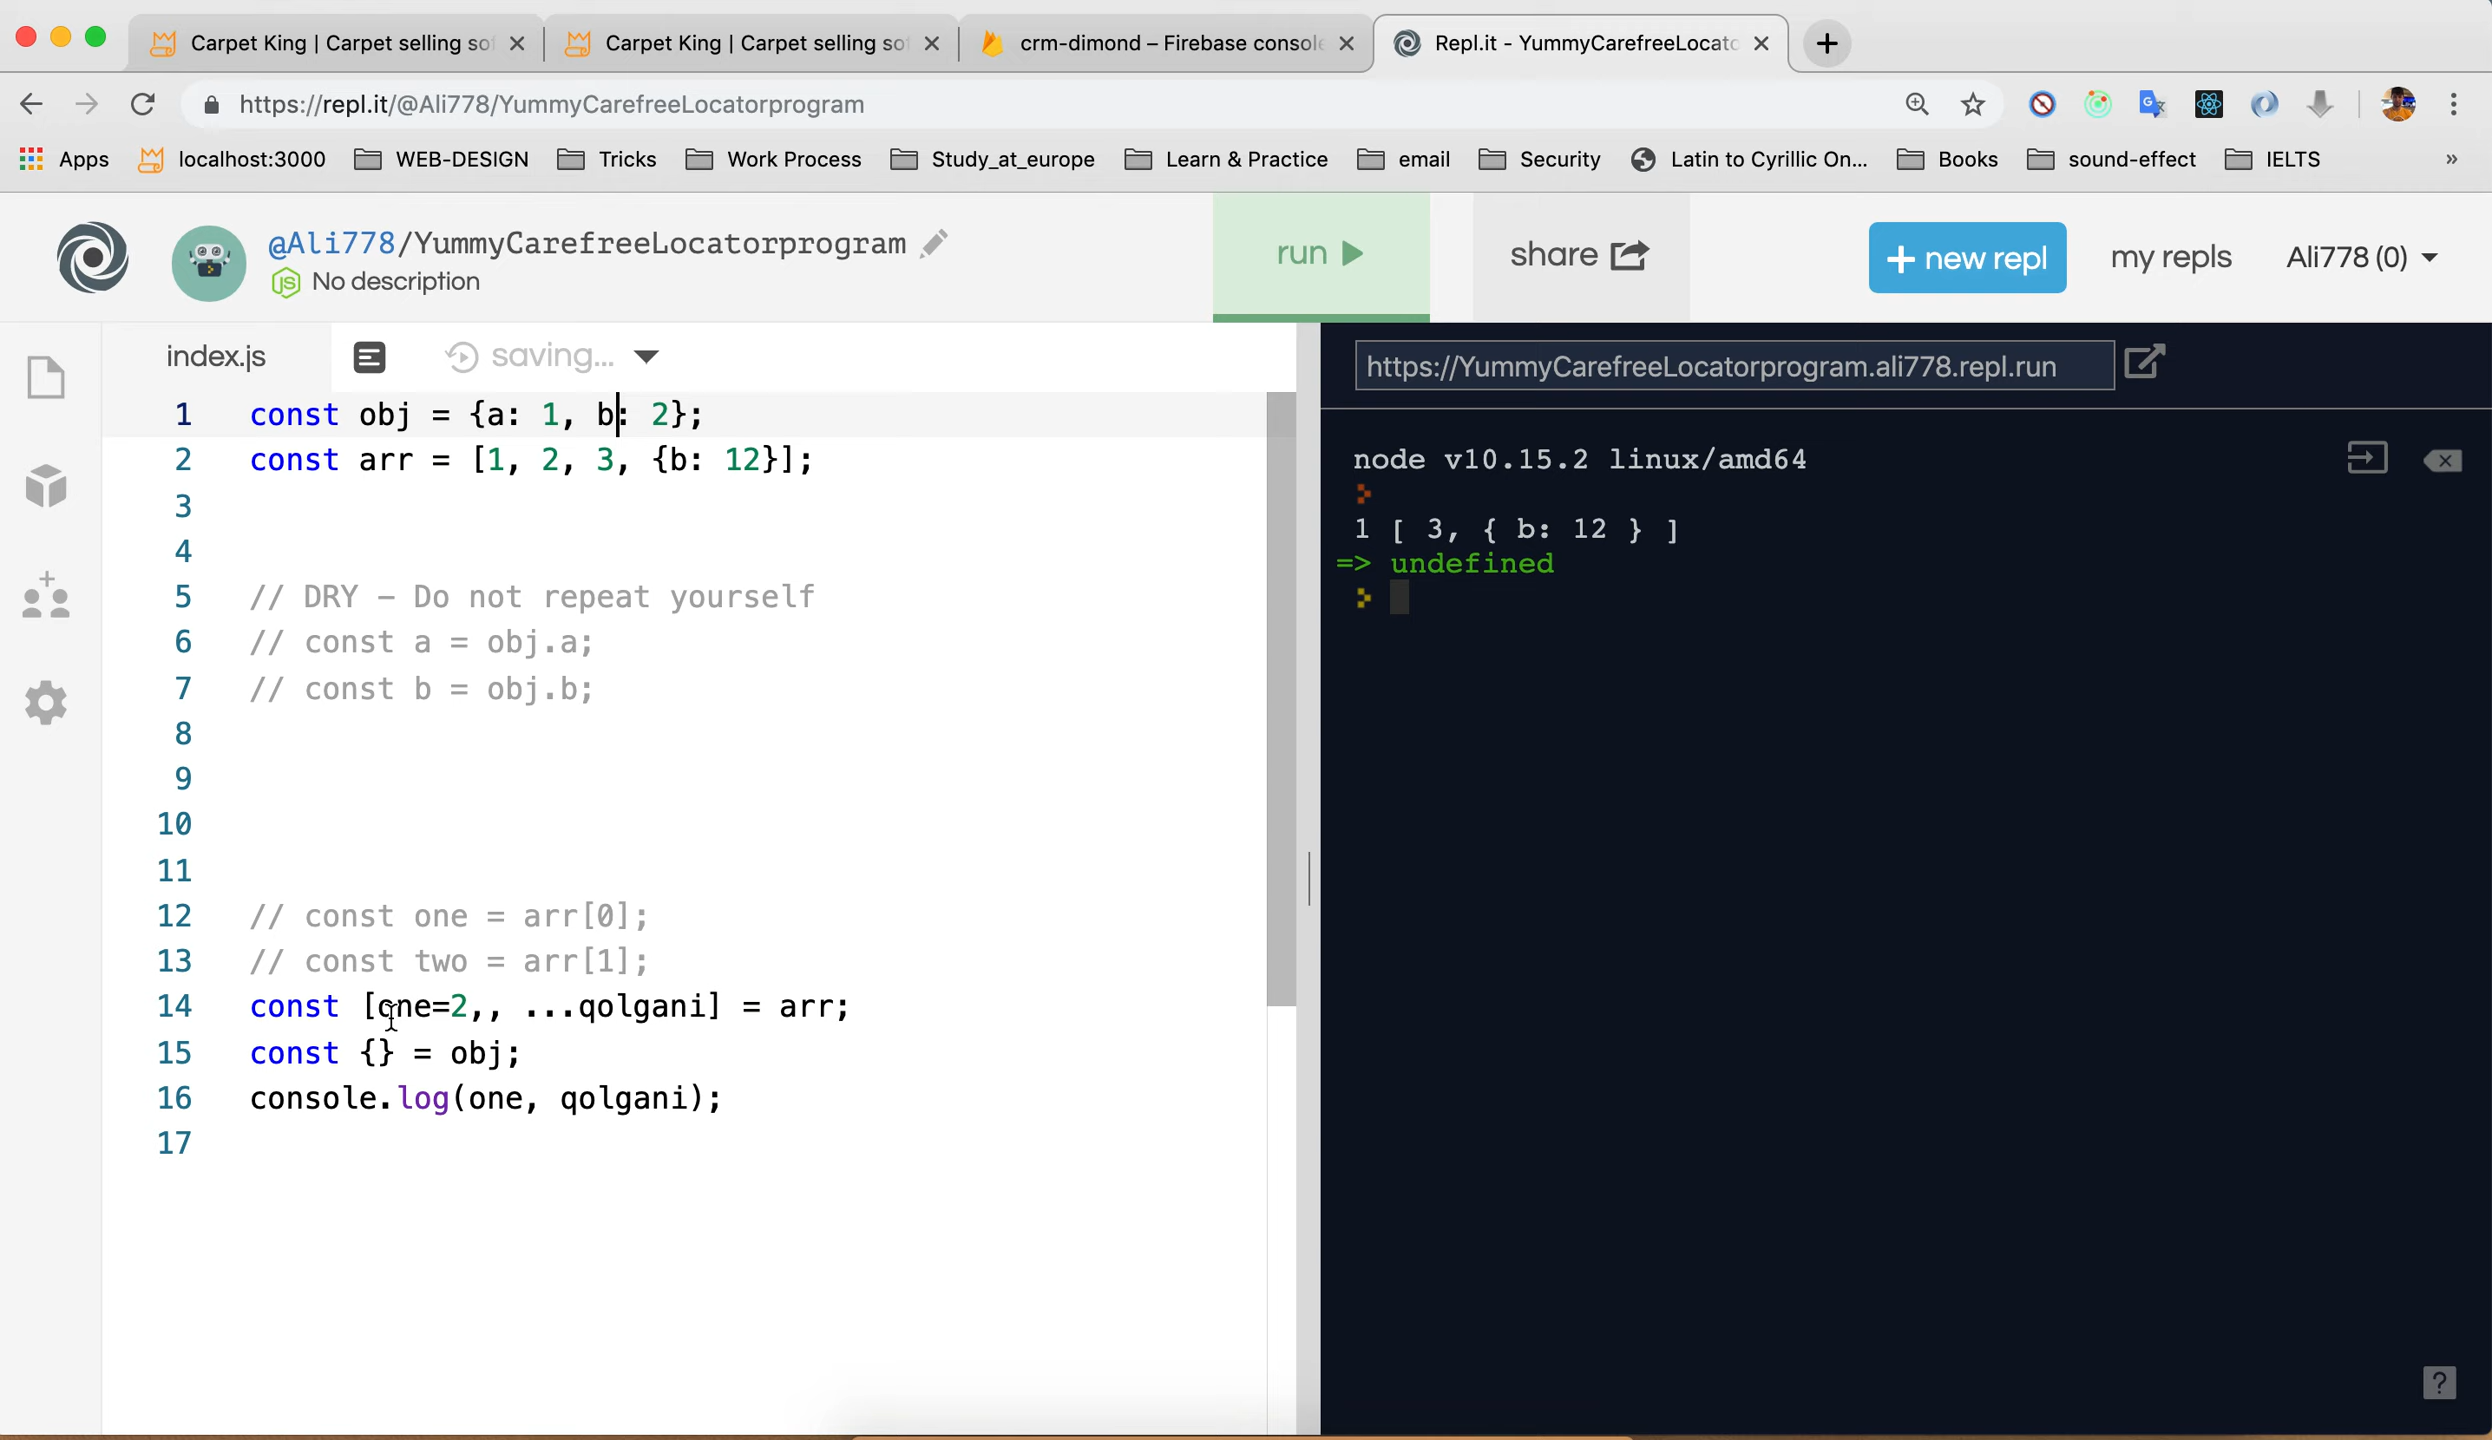 Carpet King | Carpet selling so
Carpet King | Carpet selling so
crm-dimond – Firebase console
Repl.it - YummyCarefreeLocato
https://repl.it/@Ali778/YummyCarefreeLocatorprogram
Apps
localhost:3000
WEB-DESIGN
Tricks
Work Process
Study_at_europe
Learn & Practice
email
Security
Latin to Cyrillic On...
Books
sound-effect
IELTS
»
@Ali778/YummyCarefreeLocatorprogram
No description
run
share
+ new repl
my repls
Ali778 (0)
index.js
saving...
1 const obj = {a: 1, b: 2};
2 const arr = [1, 2, 3, {b: 12}];
3
4
5 // DRY – Do not repeat yourself
6 // const a = obj.a;
7 // const b = obj.b;
8
9
10
11
12 // const one = arr[0];
13 // const two = arr[1];
14 const [one=2,, ...qolgani] = arr;
15 const {} = obj;
16 console.log(one, qolgani);
17
https://YummyCarefreeLocatorprogram.ali778.repl.run
node v10.15.2 linux/amd64
1 [ 3, { b: 12 } ]
=> undefined
?